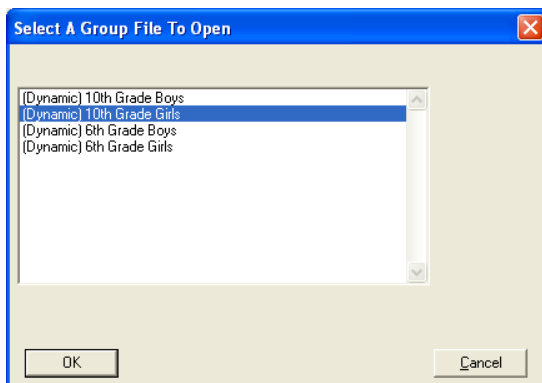 Select A Group File To Open
(Dynamic) 10th Grade Boys
(Dynamic) 10th Grade Girls
(Dynamic) 6th Grade Boys
(Dynamic) 6th Grade Girls
OK
Cancel